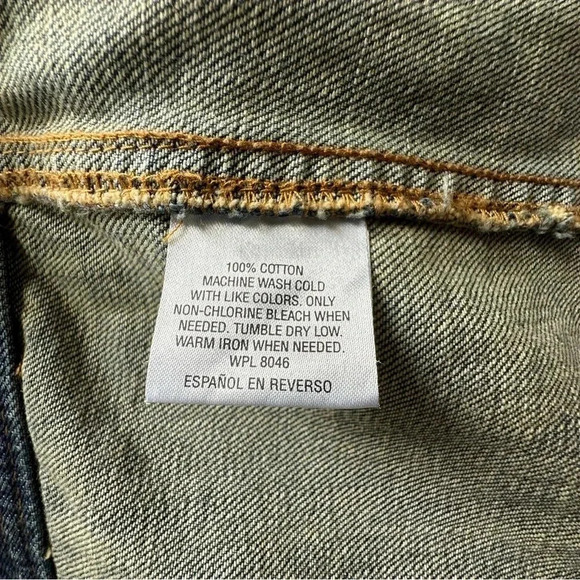 100% COTTON
MACHINE WASH COLD
WITH LIKE COLORS. ONLY
NON-CHLORINE BLEACH WHEN
NEEDED. TUMBLE DRY LOW.
WARM IRON WHEN NEEDED.
WPL 8046
ESPAÑOL EN REVERSO